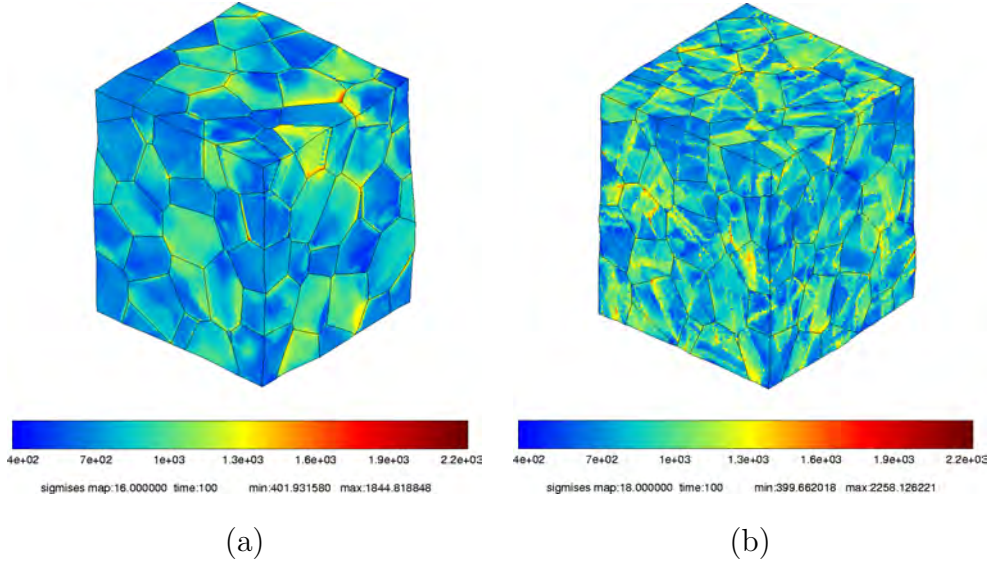 4e+02 7e+02 1e+03 1.3e+03 1.6e+03 1.9e+03 2.2e+03
sigmises map:16.000000 time:100 min:401.931580 max:1844.818848
(a)
4e+02 7e+02 1e+03 1.3e+03 1.6e+03 1.9e+03 2.2e+03
sigmises map:18.000000 time:100 min:399.662018 max:2258.126221
(b)